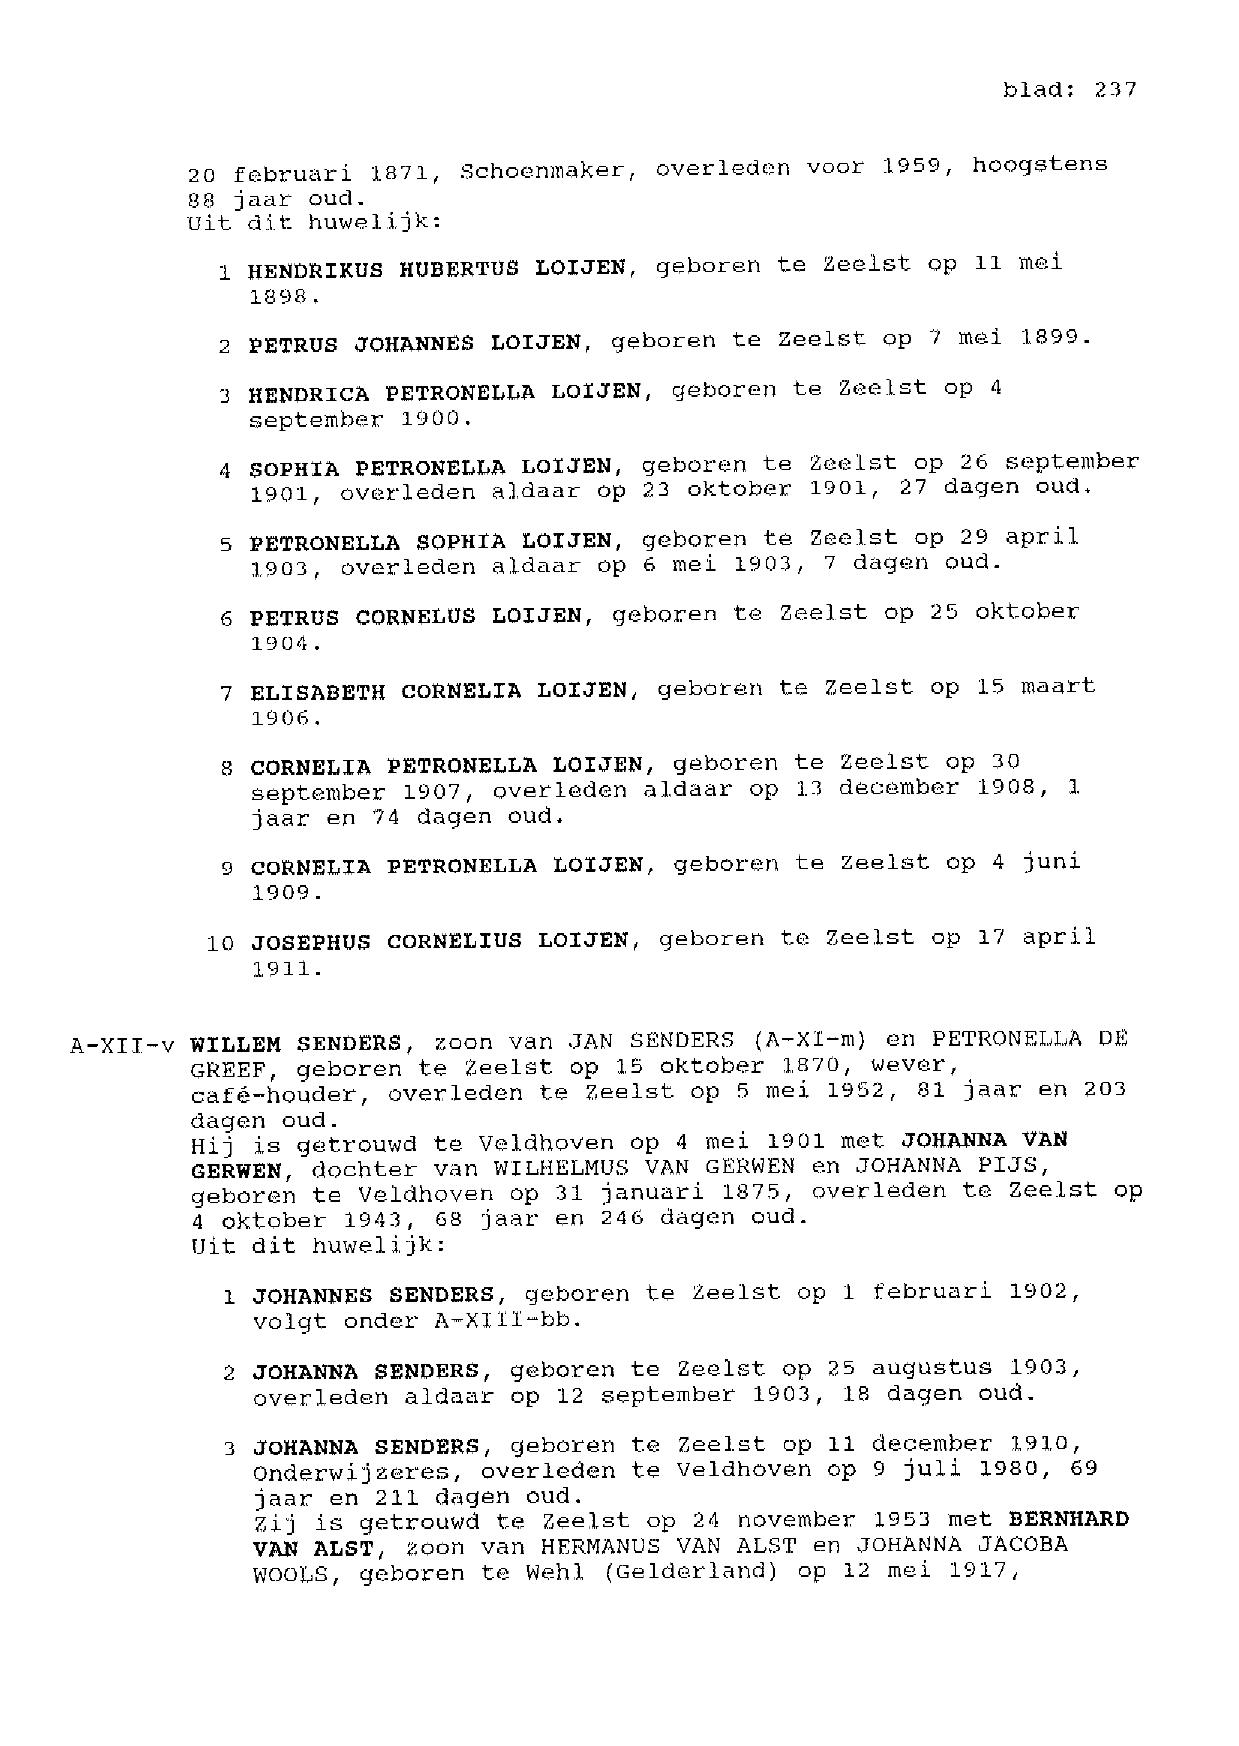 blad: 237
20 februari 1871, Schoenmaker, overleden voor 1959, hoogstens
88 jaar oud.
Uit dit huwelijk:
1 HENDRIKUS HUBERTUS LOIJEN, geboren te Zeelst op 11 mei
1898.
2 PETRUS JOHANNES LOIJEN, geboren te Zeelst op 7 mei 1899.
3 HENDRICA PETRONELLA LOIJEN, geboren te Zeelst op 4
september 1900.
4 SOPHIA PETRONELLA LOIJEN, geboren te Zeelst op 26 september
1901, overleden aldaar op 23 oktober 1901, 27 dagen oud.
5 PETRONELLA SOPHIA LOIJEN, geboren te Zeelst op 29 april
1903, overleden aldaar op 6 mei 1903, 7 dagen oud.
6 PETRUS CORNELUS LOIJEN, geboren te Zeelst op 25 oktober
1904.
7 ELISABETH CORNELIA LOIJEN, geboren te Zeelst op 15 maart
1906.
8 CORNELIA PETRONELLA LOIJEN, geboren te Zeelst op 30
september 1907, overleden aldaar op 13 december 1908, 1
jaar en 74 dagen oud.
9 CORNELIA PETRONELLA LOIJEN, geboren te Zeelst op 4 juni
1909.
10 JOSEPHUS CORNELIUS LOIJEN, geboren te Zeelst op 17 april
1911.
A-XII-v WILLEM SENDERS, zoon van JAN SENDERS (A-XI-m) en PETRONELLA DE
GREEF, geboren te Zeelst op 15 oktober 1870, wever,
café-houder, overleden te Zeelst op 5 mei 1952, 81 jaar en 203
dagen oud.
Hij is getrouwd te Veldhoven op 4 mei 1901 met JOHANNA VAN
GERWEN, dochter van WILHELMUS VAN GERWEN en JOHANNA PIJS,
geboren te Veldhoven op 31 januari 1875, overleden te Zeelst op
4 oktober 1943, 68 jaar en 246 dagen oud.
Uit dit huwelijk:
1 JOHANNES SENDERS, geboren te Zeelst op 1 februari 1902,
volgt onder A-XIII-bb.
2 JOHANNA SENDERS, geboren te Zeelst op 25 augustus 1903,
overleden aldaar op 12 september 1903, 18 dagen oud.
3 JOHANNA SENDERS, geboren te Zeelst op 11 december 1910,
Onderwijzeres, overleden te Veldhoven op 9 juli 1980, 69
jaar en 211 dagen oud.
Zij is getrouwd te Zeelst op 24 november 1953 met BERNHARD
VAN ALST, zoon van HERMANUS VAN ALST en JOHANNA JACOBA
WOOLS, geboren te Wehl (Gelderland) op 12 mei 1917,